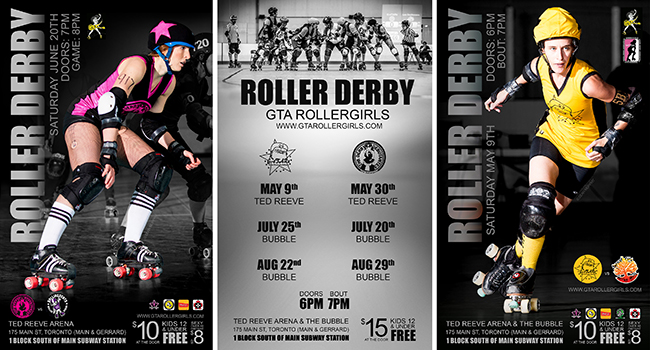 ROLLER DERBY
SATURDAY JUNE 20TH
DOORS: 7PM
GAME: 8PM
20
vs
WWW.GTAROLLERGIRLS.COM
TED REEVE ARENA
175 MAIN ST, TORONTO (MAIN & GERRARD)
1 BLOCK SOUTH OF MAIN SUBWAY STATION
$10
AT THE DOOR
KIDS 12
& UNDER
FREE
$8
ROLLER DERBY
GTA ROLLERGIRLS
WWW.GTAROLLERGIRLS.COM
MAY 9th
TED REEVE
MAY 30th
TED REEVE
JULY 25th
BUBBLE
JULY 20th
BUBBLE
AUG 22nd
BUBBLE
AUG 29th
BUBBLE
DOORS BOUT
6PM 7PM
TED REEVE ARENA & THE BUBBLE
175 MAIN ST, TORONTO (MAIN & GERRARD)
1 BLOCK SOUTH OF MAIN SUBWAY STATION
$15
AT THE DOOR
KIDS 12
& UNDER
FREE
ROLLER DERBY
SATURDAY MAY 9TH
DOORS: 6PM
BOUT: 7PM
vs
WWW.GTAROLLERGIRLS.COM
TED REEVE ARENA & THE BUBBLE
175 MAIN ST, TORONTO (MAIN & GERRARD)
1 BLOCK SOUTH OF MAIN SUBWAY STATION
$10
AT THE DOOR
KIDS 12
& UNDER
FREE
$8